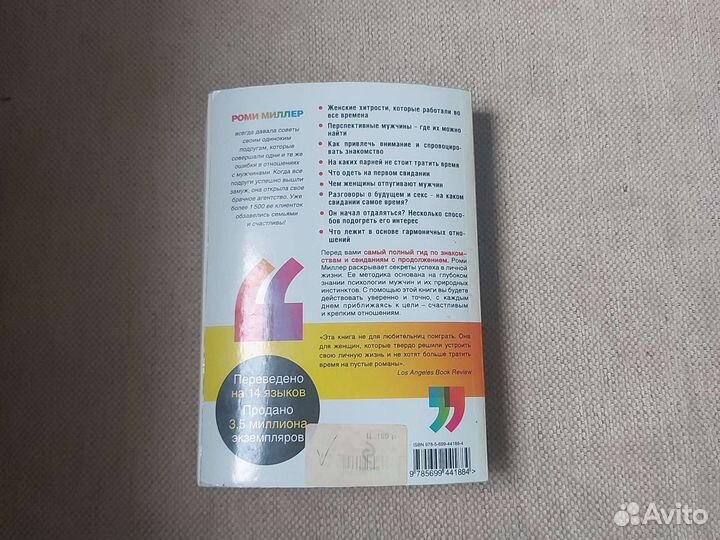 РОМИ МИЛЛЕР
всегда давала советы
своим одиноким
подругам, которые
совершали одни и те же
ошибки в отношениях
с мужчинами. Когда все
подруги успешно вышли
замуж, она открыла свое
брачное агентство. Уже
более 1500 ее клиенток
обзавелись семьями
и счастливы!
• Женские хитрости, которые работали во
все времена
• Перспективные мужчины – где их можно
найти
• Как привлечь внимание и спровоциро-
вать знакомство
• На каких парней не стоит тратить время
• Что одеть на первом свидании
• Чем женщины отпугивают мужчин
• Разговоры о будущем и секс – на каком
свидании самое время?
• Он начал отдаляться? Несколько спосо-
бов подогреть его интерес
• Что лежит в основе гармоничных отно-
шений
Перед вами самый полный гид по знаком-
ствам и свиданиям с продолжением. Роми
Миллер раскрывает секреты успеха в личной
жизни. Ее методика основана на глубоком
знании психологии мужчин и их природных
инстинктов. С помощью этой книги вы будете
действовать уверенно и точно, с каждым
днем приближаясь к цели – счастливым
и крепким отношениям.
«Эта книга не для любительниц поиграть. Она
для женщин, которые твердо решили устроить
свою личную жизнь и не хотят больше тратить
время на пустые романы».
Los Angeles Book Review
Переведено
на 14 языков
Продано
3,5 миллиона
экземпляров
ISBN 978-5-699-44188-4
9 785699 441884 >
Avito